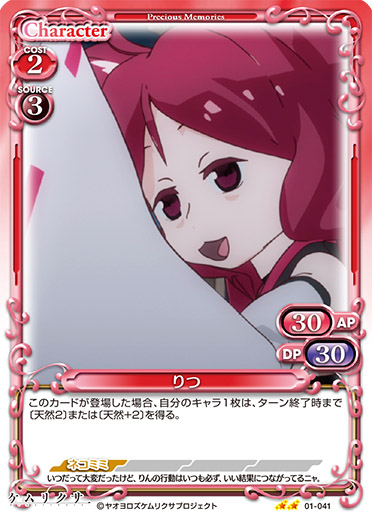 Precious Memories
Character
COST
2
SOURCE
3
30 AP
DP 30
りつ
このカードが登場した場合、自分のキャラ1枚は、ターン終了時まで
〔天然2〕または〔天然+2〕を得る。
ネコミミ
いつだって大変だったけど、りんの行動はいつも必ず、いい結果につながってるニャ。
ケムリクサ
©ヤオヨロズケムリクサプロジェクト
01-041